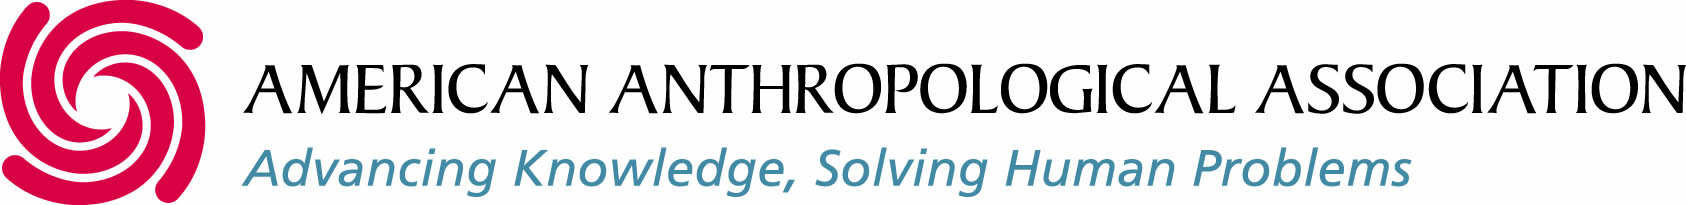 AMERICAN ANTHROPOLOGICAL ASSOCIATION
Advancing Knowledge, Solving Human Problems